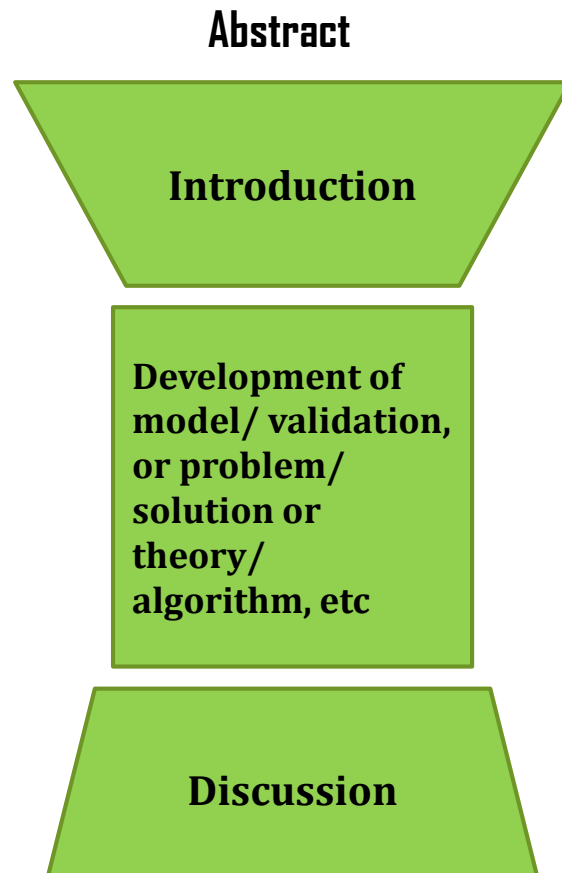 Abstract
Introduction
Development of
model/ validation,
or problem/
solution or
theory/
algorithm, etc
Discussion